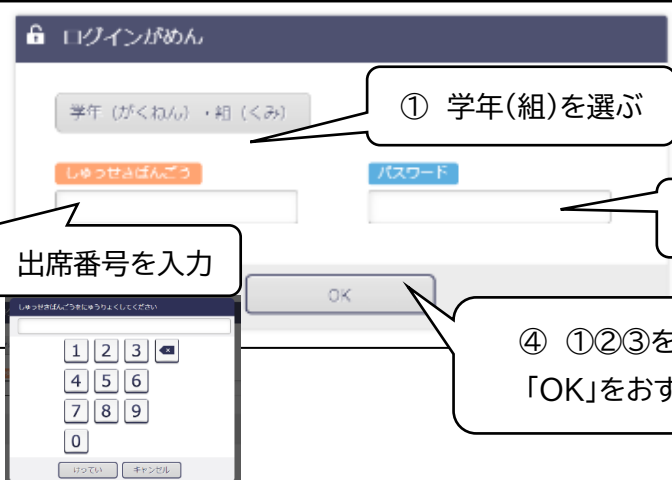 ログインがめん
学年（がくねん）・組（くみ）
① 学年(組)を選ぶ
しゅっせきばんごう
パスワード
出席番号を入力
OK
④ ①②③を
「OK」をおす
しゅっせきばんごうをにゅうりょくしてください
1 2 3
4 5 6
7 8 9
0
けってい キャンセル